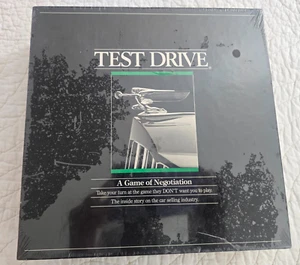 TEST DRIVE
A Game of Negotiation
Take your turn at the game they DON'T want you to play.
The inside story on the car selling industry.